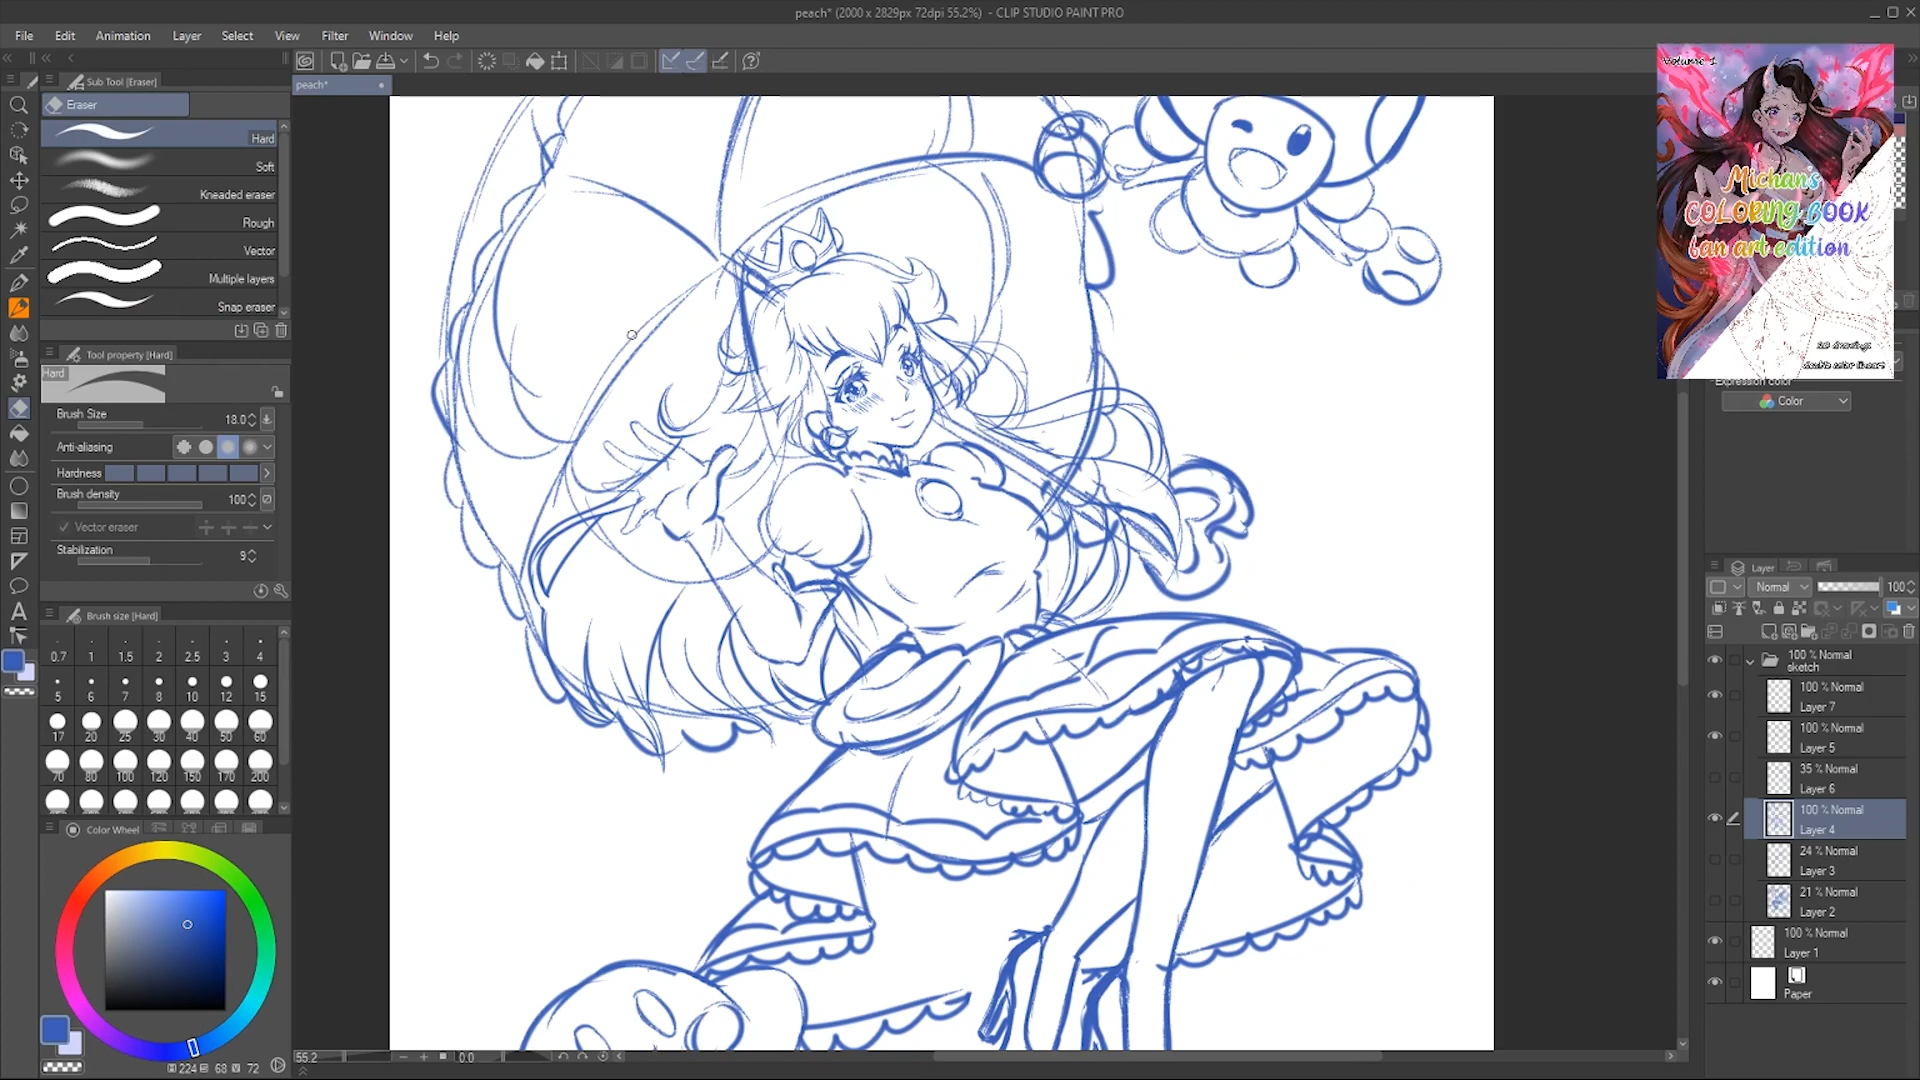 peach* (2000 x 2829px 72dpi 55.2%) - CLIP STUDIO PAINT PRO
File Edit Animation Layer Select View Filter Window Help
Sub Tool [Eraser]
peach*
Eraser
Hard
Soft
Kneaded eraser
Rough
Vector
Multiple layers
Snap eraser
Tool property [Hard]
Hard
Brush Size 18.0
Anti-aliasing
Hardness
Brush density 100
Vector eraser
Stabilization 9
Brush size [Hard]
0.7 1 1.5 2 2.5 3 4
5 6 7 8 10 12 15
17 20 25 30 40 50 60
70 80 100 120 150 170 200
Color Wheel
224 68 72
55.2
0.0
Volume 1
Michan's
COLORING BOOK
fan art edition
20 drawings
double color lineart
Expression color
Color
Layer
Normal 100
100 % Normal
sketch
100 % Normal
Layer 7
100 % Normal
Layer 5
35 % Normal
Layer 6
100 % Normal
Layer 4
24 % Normal
Layer 3
21 % Normal
Layer 2
100 % Normal
Layer 1
Paper
A